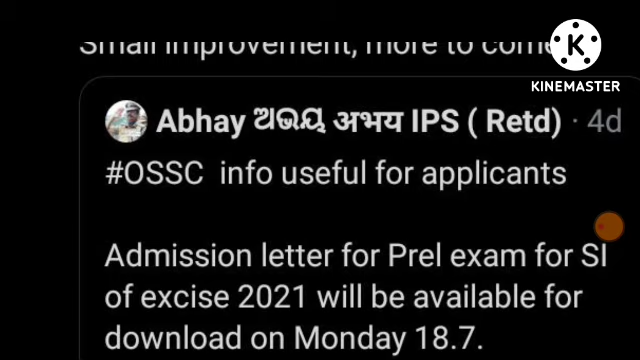 Small improvement, more to come
KINEMASTER
Abhay ଅଭୟ अभय IPS ( Retd) · 4d
#OSSC info useful for applicants
Admission letter for Prel exam for SI
of excise 2021 will be available for
download on Monday 18.7.